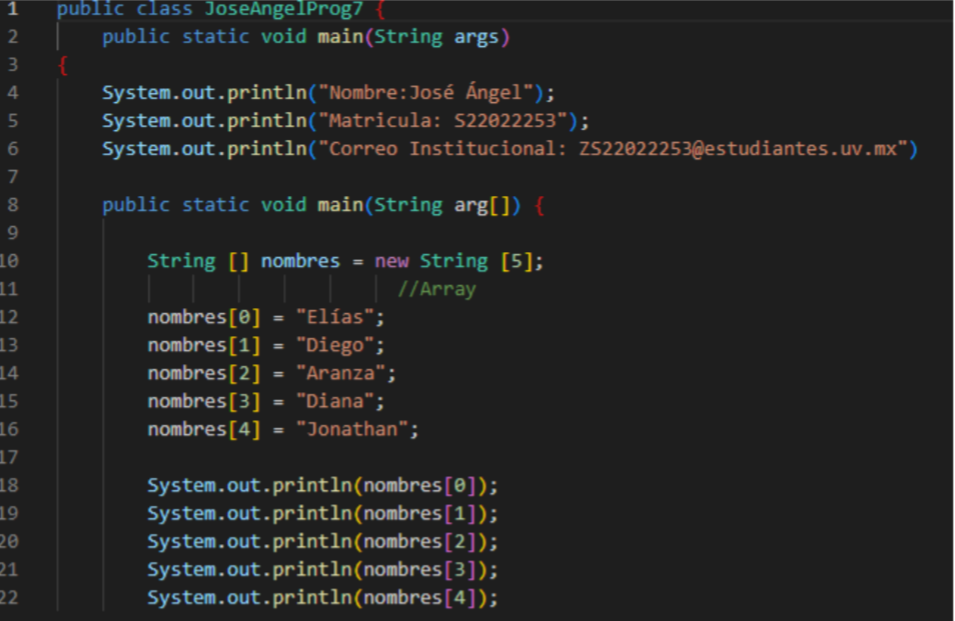 1 public class JoseAngelProg7 {
2 public static void main(String args)
3 {
4 System.out.println("Nombre:José Ángel");
5 System.out.println("Matricula: S22022253");
6 System.out.println("Correo Institucional: ZS22022253@estudiantes.uv.mx")
7
8 public static void main(String arg[]) {
9
10 String [] nombres = new String [5];
11 //Array
12 nombres[0] = "Elías";
13 nombres[1] = "Diego";
14 nombres[2] = "Aranza";
15 nombres[3] = "Diana";
16 nombres[4] = "Jonathan";
17
18 System.out.println(nombres[0]);
19 System.out.println(nombres[1]);
20 System.out.println(nombres[2]);
21 System.out.println(nombres[3]);
22 System.out.println(nombres[4]);